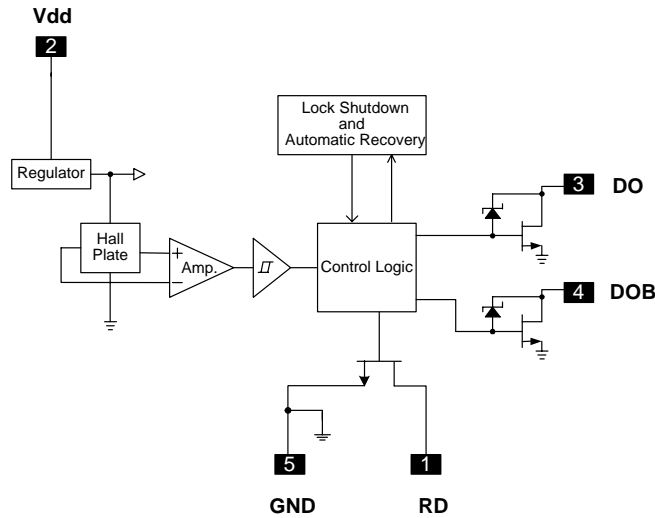 Vdd
2
Lock Shutdown
and
Automatic Recovery
Regulator
3 DO
Hall
Plate
+
−
Amp.
Control Logic
4 DOB
5
1
GND
RD